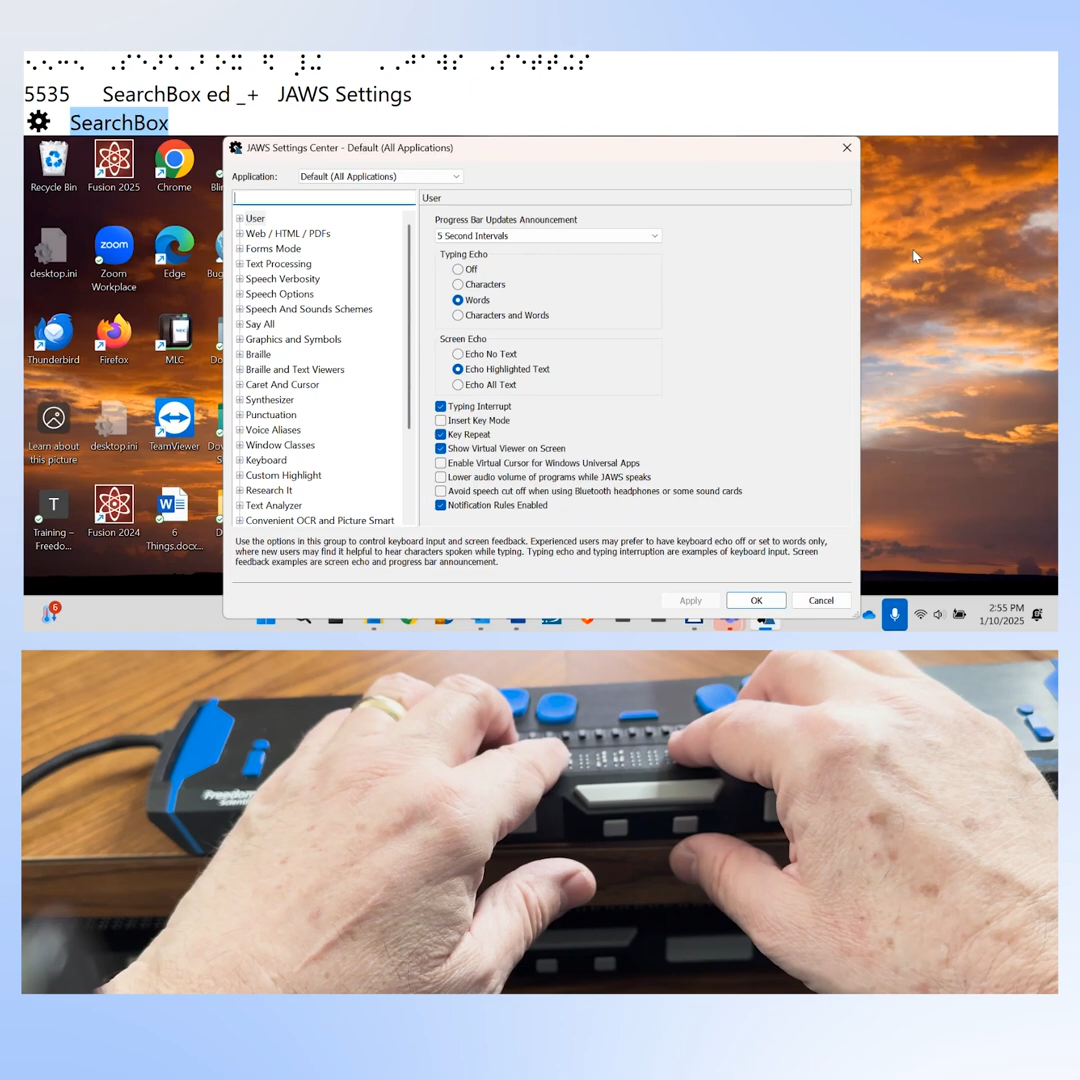 ⠢⠢⠒⠢ ⠠⠎⠑⠜⠡⠠⠃⠕⠭ ⠫ ⣸⠬ ⠠⠠⠚⠁⠺⠎ ⠠⠎⠑⠞⠞⠬⠎
5535 SearchBox ed _+ JAWS Settings
SearchBox
Recycle Bin
Fusion 2025
Chrome
desktop.ini
zoom
Zoom Workplace
Edge
Thunderbird
Firefox
MLC
Learn about this picture
desktop.ini
TeamViewer
T
Training – Freedo...
Fusion 2024
6 Things.docx...
JAWS Settings Center - Default (All Applications)
Application: Default (All Applications)
User
User
Web / HTML / PDFs
Forms Mode
Text Processing
Speech Verbosity
Speech Options
Speech And Sounds Schemes
Say All
Graphics and Symbols
Braille
Braille and Text Viewers
Caret And Cursor
Synthesizer
Punctuation
Voice Aliases
Window Classes
Keyboard
Custom Highlight
Research It
Text Analyzer
Convenient OCR and Picture Smart
Progress Bar Updates Announcement
5 Second Intervals
Typing Echo
Off
Characters
Words
Characters and Words
Screen Echo
Echo No Text
Echo Highlighted Text
Echo All Text
Typing Interrupt
Insert Key Mode
Key Repeat
Show Virtual Viewer on Screen
Enable Virtual Cursor for Windows Universal Apps
Lower audio volume of programs while JAWS speaks
Avoid speech cut off when using Bluetooth headphones or some sound cards
Notification Rules Enabled
Use the options in this group to control keyboard input and screen feedback. Experienced users may prefer to have keyboard echo off or set to words only,
where new users may find it helpful to hear characters spoken while typing. Typing echo and typing interruption are examples of keyboard input. Screen
feedback examples are screen echo and progress bar announcement.
Apply OK Cancel
6
2:55 PM
1/10/2025
Freedom
Scientific